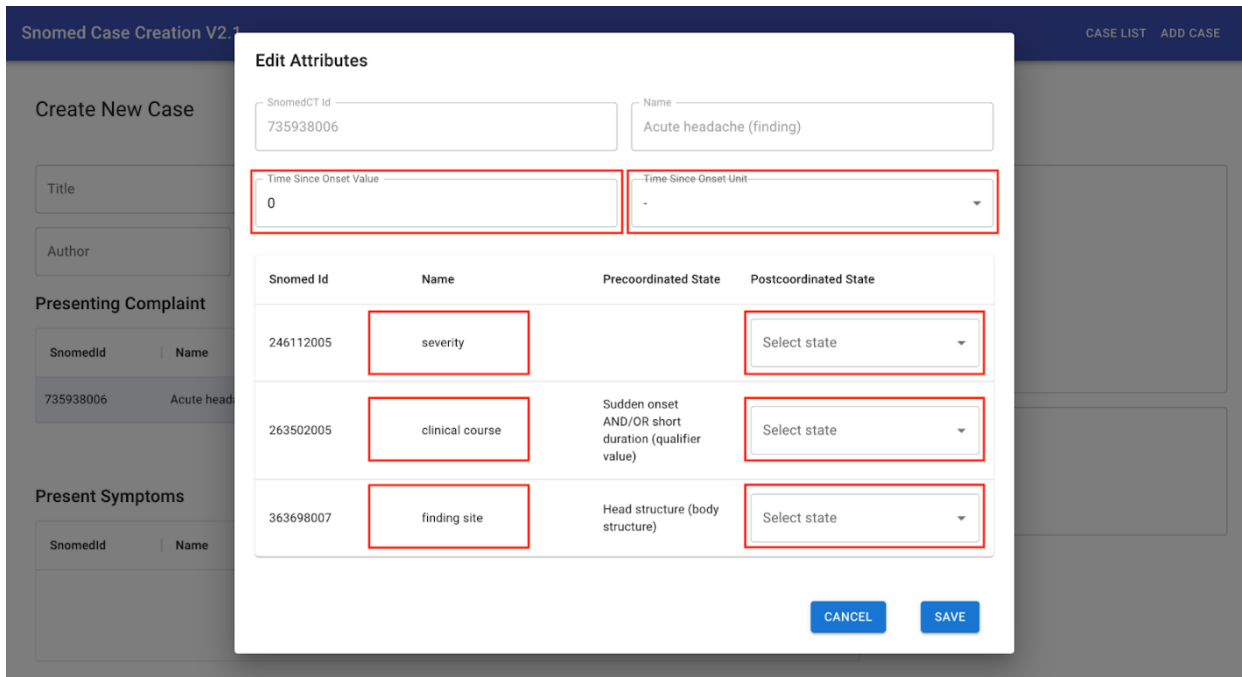 Snomed Case Creation V2.1
CASE LIST ADD CASE
Create New Case
Title
Author
Presenting Complaint
SnomedId Name
735938006 Acute head
Present Symptoms
SnomedId Name
Edit Attributes
SnomedCT Id
735938006
Name
Acute headache (finding)
Time Since Onset Value
0
Time Since Onset Unit
-
Snomed Id Name Precoordinated State Postcoordinated State
246112005 severity Select state
263502005 clinical course
Sudden onset
AND/OR short
duration (qualifier
value)
Select state
363698007 finding site
Head structure (body
structure)
Select state
CANCEL SAVE